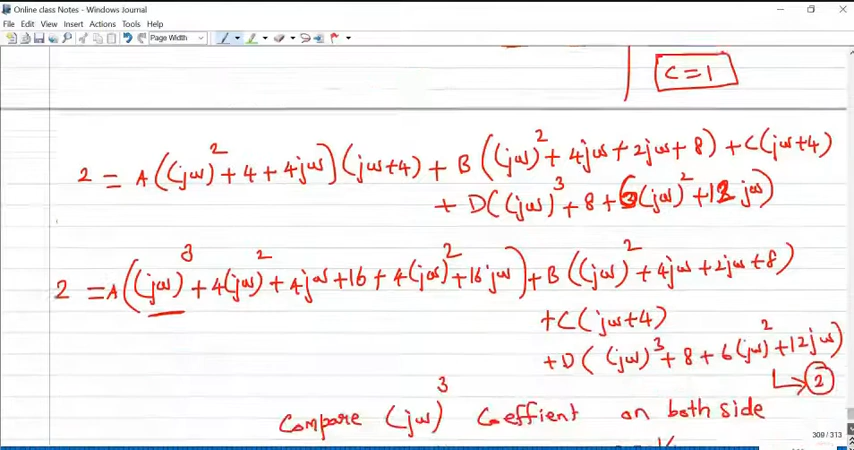 Online class Notes - Windows Journal
File Edit View Insert Actions Tools Help
Page Width
C=1
2 = A((jω)² + 4 + 4jω)(jω+4) + B((jω)² + 4jω + 2jω + 8) + C(jω+4)
+ D((jω)³ + 8 + 6(jω)² + 12 jω)
2 = A((jω)³ + 4(jω)² + 4jω + 16 + 4(jω)² + 16jω) + B((jω)² + 4jω + 2jω + 8)
+ C(jω+4)
+ D((jω)³ + 8 + 6(jω)² + 12jω)
→ 2
Compare (jω)³ Coeffient on both side
309 / 313